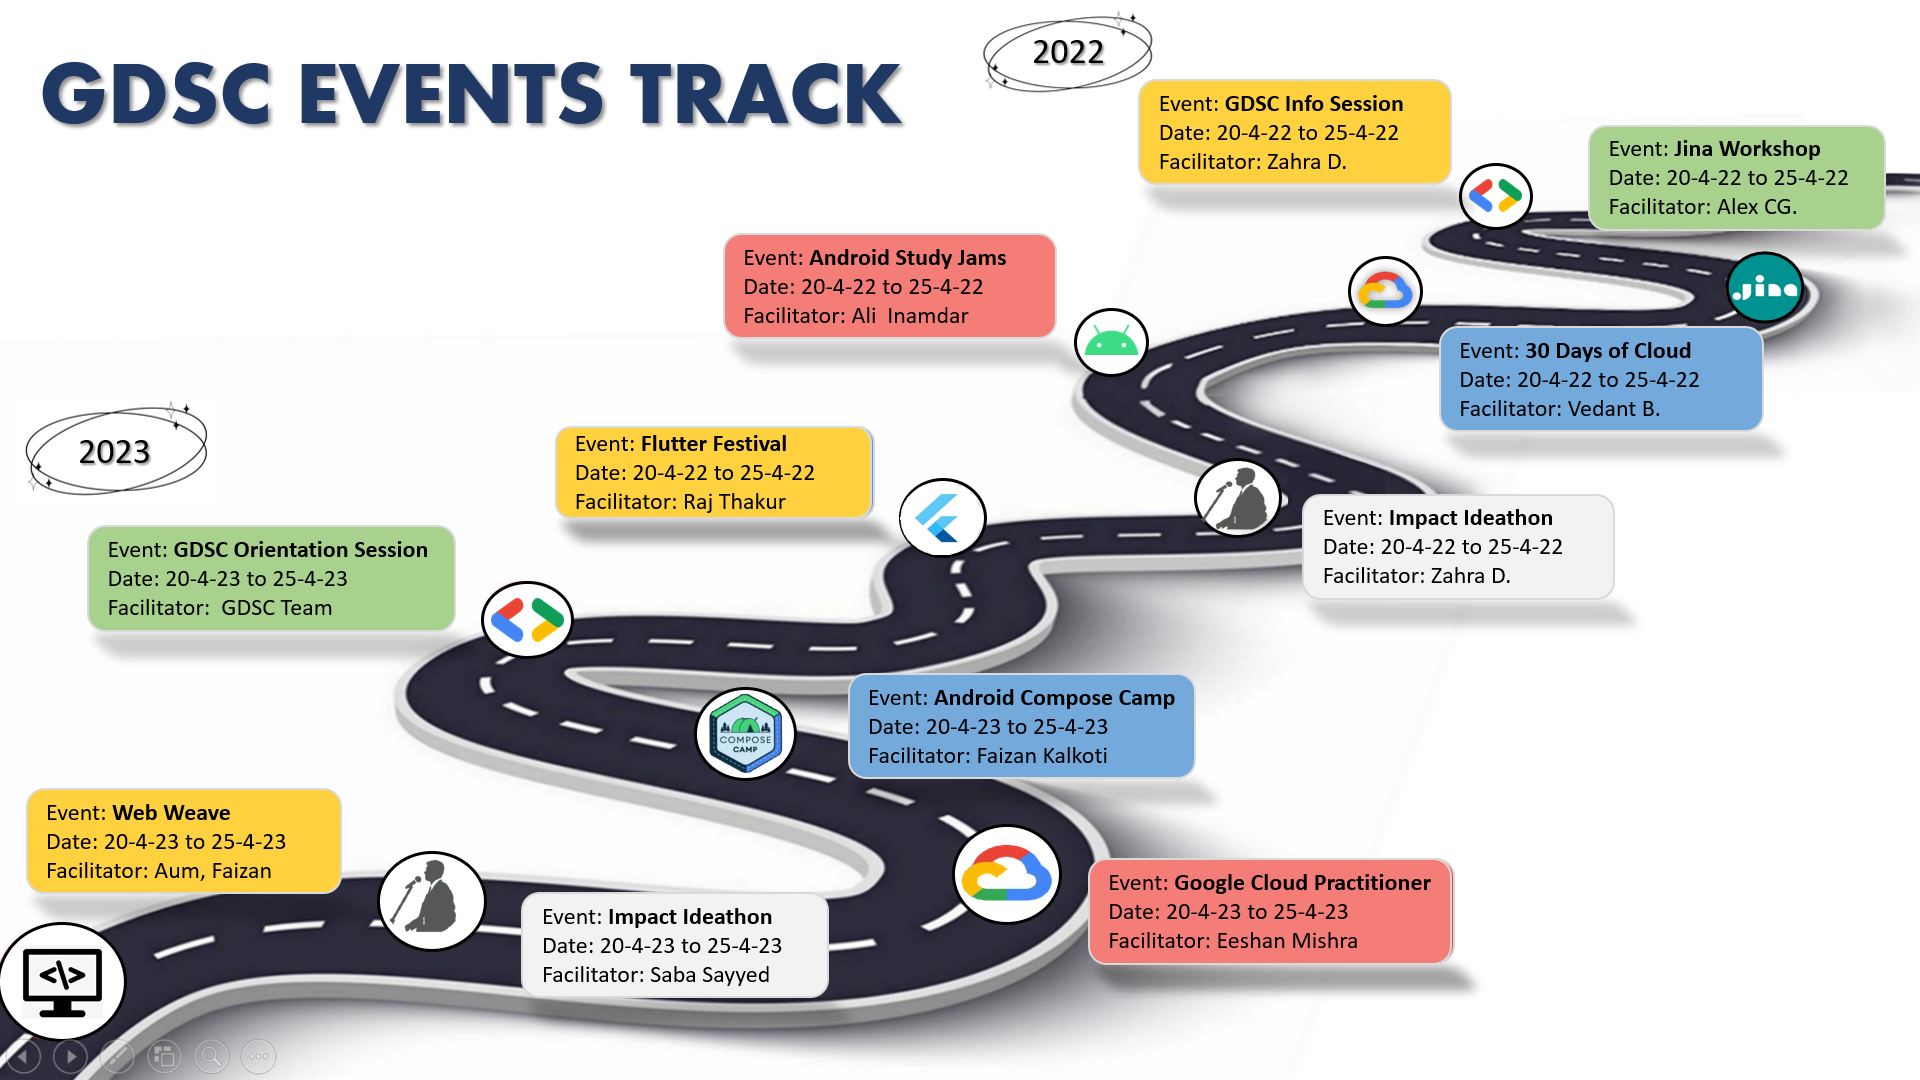 GDSC EVENTS TRACK
2022
Event: GDSC Info Session
Date: 20-4-22 to 25-4-22
Facilitator: Zahra D.
Event: Jina Workshop
Date: 20-4-22 to 25-4-22
Facilitator: Alex CG.
Jina
Event: 30 Days of Cloud
Date: 20-4-22 to 25-4-22
Facilitator: Vedant B.
Event: Android Study Jams
Date: 20-4-22 to 25-4-22
Facilitator: Ali  Inamdar
Event: Impact Ideathon
Date: 20-4-22 to 25-4-22
Facilitator: Zahra D.
Event: Flutter Festival
Date: 20-4-22 to 25-4-22
Facilitator: Raj Thakur
2023
Event: GDSC Orientation Session
Date: 20-4-23 to 25-4-23
Facilitator:  GDSC Team
COMPOSE
CAMP
Event: Android Compose Camp
Date: 20-4-23 to 25-4-23
Facilitator: Faizan Kalkoti
Event: Google Cloud Practitioner
Date: 20-4-23 to 25-4-23
Facilitator: Eeshan Mishra
Event: Impact Ideathon
Date: 20-4-23 to 25-4-23
Facilitator: Saba Sayyed
Event: Web Weave
Date: 20-4-23 to 25-4-23
Facilitator: Aum, Faizan